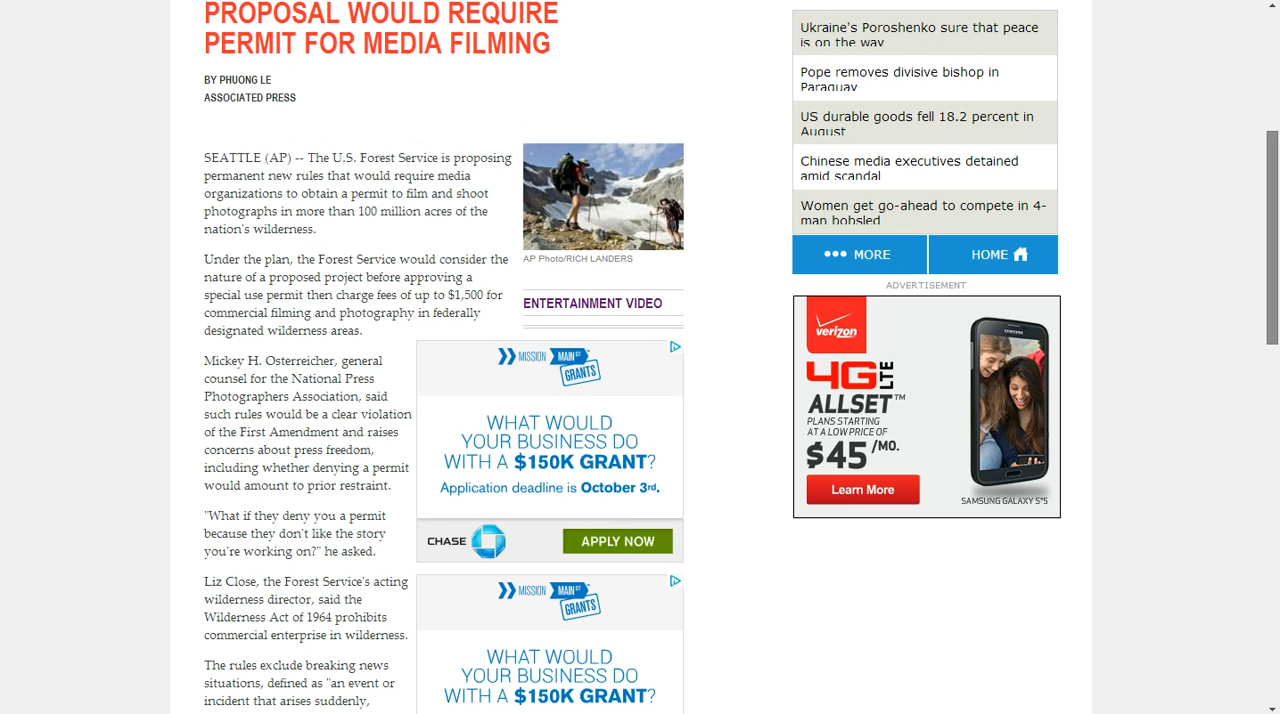 PROPOSAL WOULD REQUIRE
PERMIT FOR MEDIA FILMING
BY PHUONG LE
ASSOCIATED PRESS
SEATTLE (AP) -- The U.S. Forest Service is proposing
permanent new rules that would require media
organizations to obtain a permit to film and shoot
photographs in more than 100 million acres of the
nation's wilderness.
Under the plan, the Forest Service would consider the
nature of a proposed project before approving a
special use permit then charge fees of up to $1,500 for
commercial filming and photography in federally
designated wilderness areas.
Mickey H. Osterreicher, general
counsel for the National Press
Photographers Association, said
such rules would be a clear violation
of the First Amendment and raises
concerns about press freedom,
including whether denying a permit
would amount to prior restraint.
"What if they deny you a permit
because they don't like the story
you're working on?" he asked.
Liz Close, the Forest Service's acting
wilderness director, said the
Wilderness Act of 1964 prohibits
commercial enterprise in wilderness.
The rules exclude breaking news
situations, defined as "an event or
incident that arises suddenly,
AP Photo/RICH LANDERS
ENTERTAINMENT VIDEO
MISSION MAIN ST
GRANTS
WHAT WOULD
YOUR BUSINESS DO
WITH A $150K GRANT?
Application deadline is October 3rd.
CHASE
APPLY NOW
MISSION MAIN ST
GRANTS
WHAT WOULD
YOUR BUSINESS DO
WITH A $150K GRANT?
Ukraine's Poroshenko sure that peace
is on the way
Pope removes divisive bishop in
Paraguay
US durable goods fell 18.2 percent in
August
Chinese media executives detained
amid scandal
Women get go-ahead to compete in 4-
man bobsled
MORE
HOME
ADVERTISEMENT
verizon
4G LTE
ALLSET™
PLANS STARTING
AT A LOW PRICE OF
$45 /MO.
Learn More
SAMSUNG
SAMSUNG GALAXY S®5